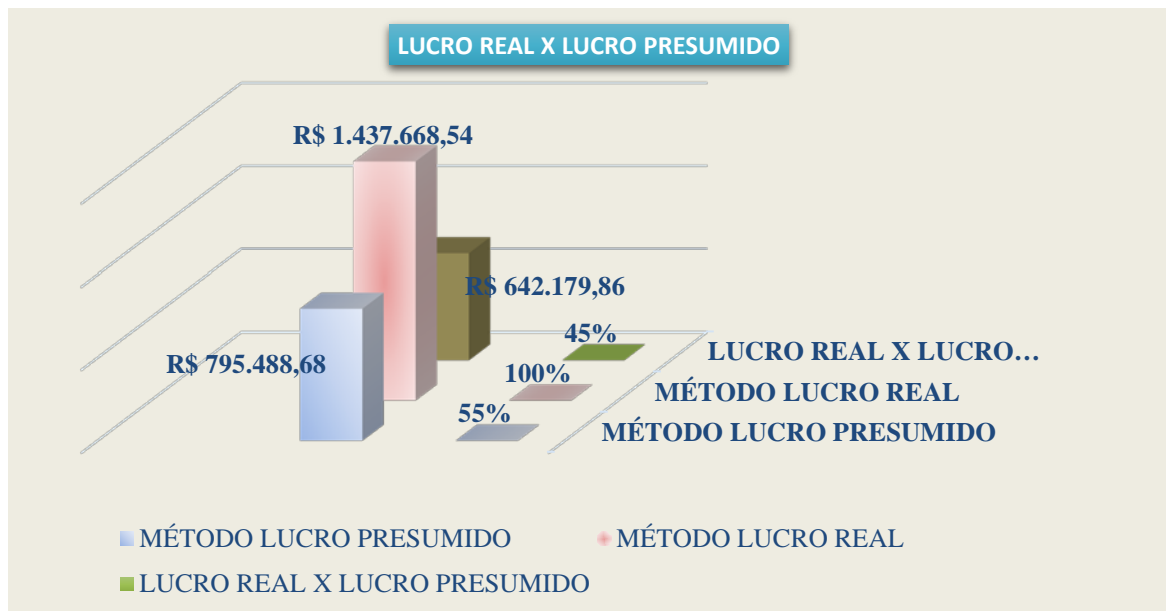 LUCRO REAL X LUCRO PRESUMIDO
R$ 1.437.668,54
R$ 642.179,86
45%
LUCRO REAL X LUCRO…
R$ 795.488,68
100%
MÉTODO LUCRO REAL
55%
MÉTODO LUCRO PRESUMIDO
MÉTODO LUCRO PRESUMIDO
MÉTODO LUCRO REAL
LUCRO REAL X LUCRO PRESUMIDO